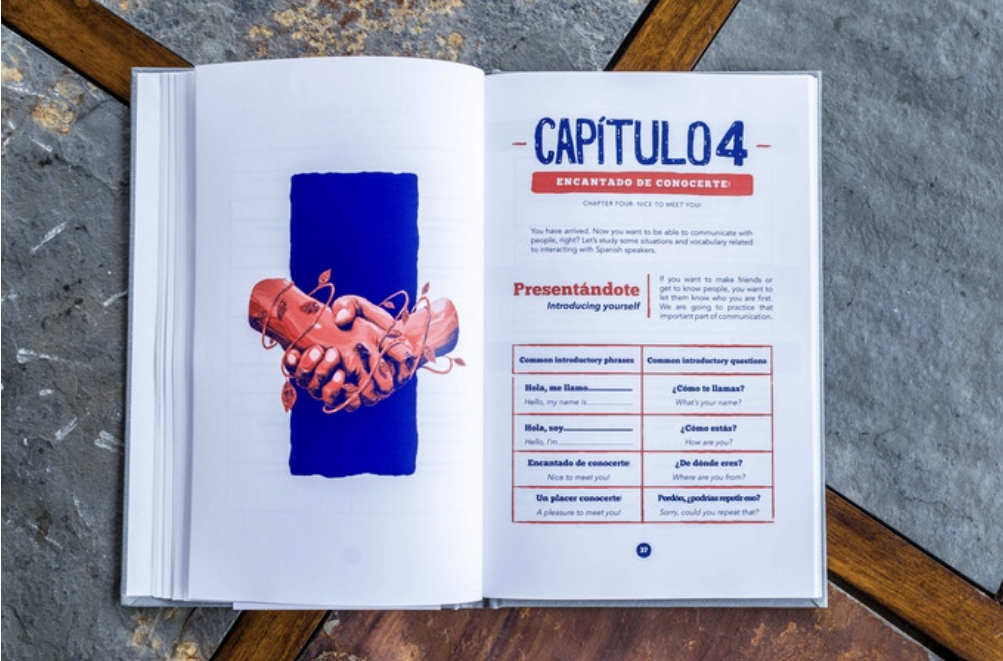 - CAPÍTULO 4 -
ENCANTADO DE CONOCERTE!
CHAPTER FOUR: NICE TO MEET YOU!
You have arrived. Now you want to be able to communicate with
people, right? Let's study some situations and vocabulary related
to interacting with Spanish speakers.
Presentándote
Introducing yourself
If you want to make friends or
get to know people, you want to
let them know who you are first.
We are going to practice that
important part of communication.
Common introductory phrases
Common introductory questions
Hola, me llamo________
Hello, my name is________
¿Cómo te llamas?
What's your name?
Hola, soy________
Hello, I'm________
¿Cómo estás?
How are you?
Encantado de conocerte!
Nice to meet you!
¿De dónde eres?
Where are you from?
Un placer conocerte!
A pleasure to meet you!
Perdón, ¿podrías repetir eso?
Sorry, could you repeat that?
37